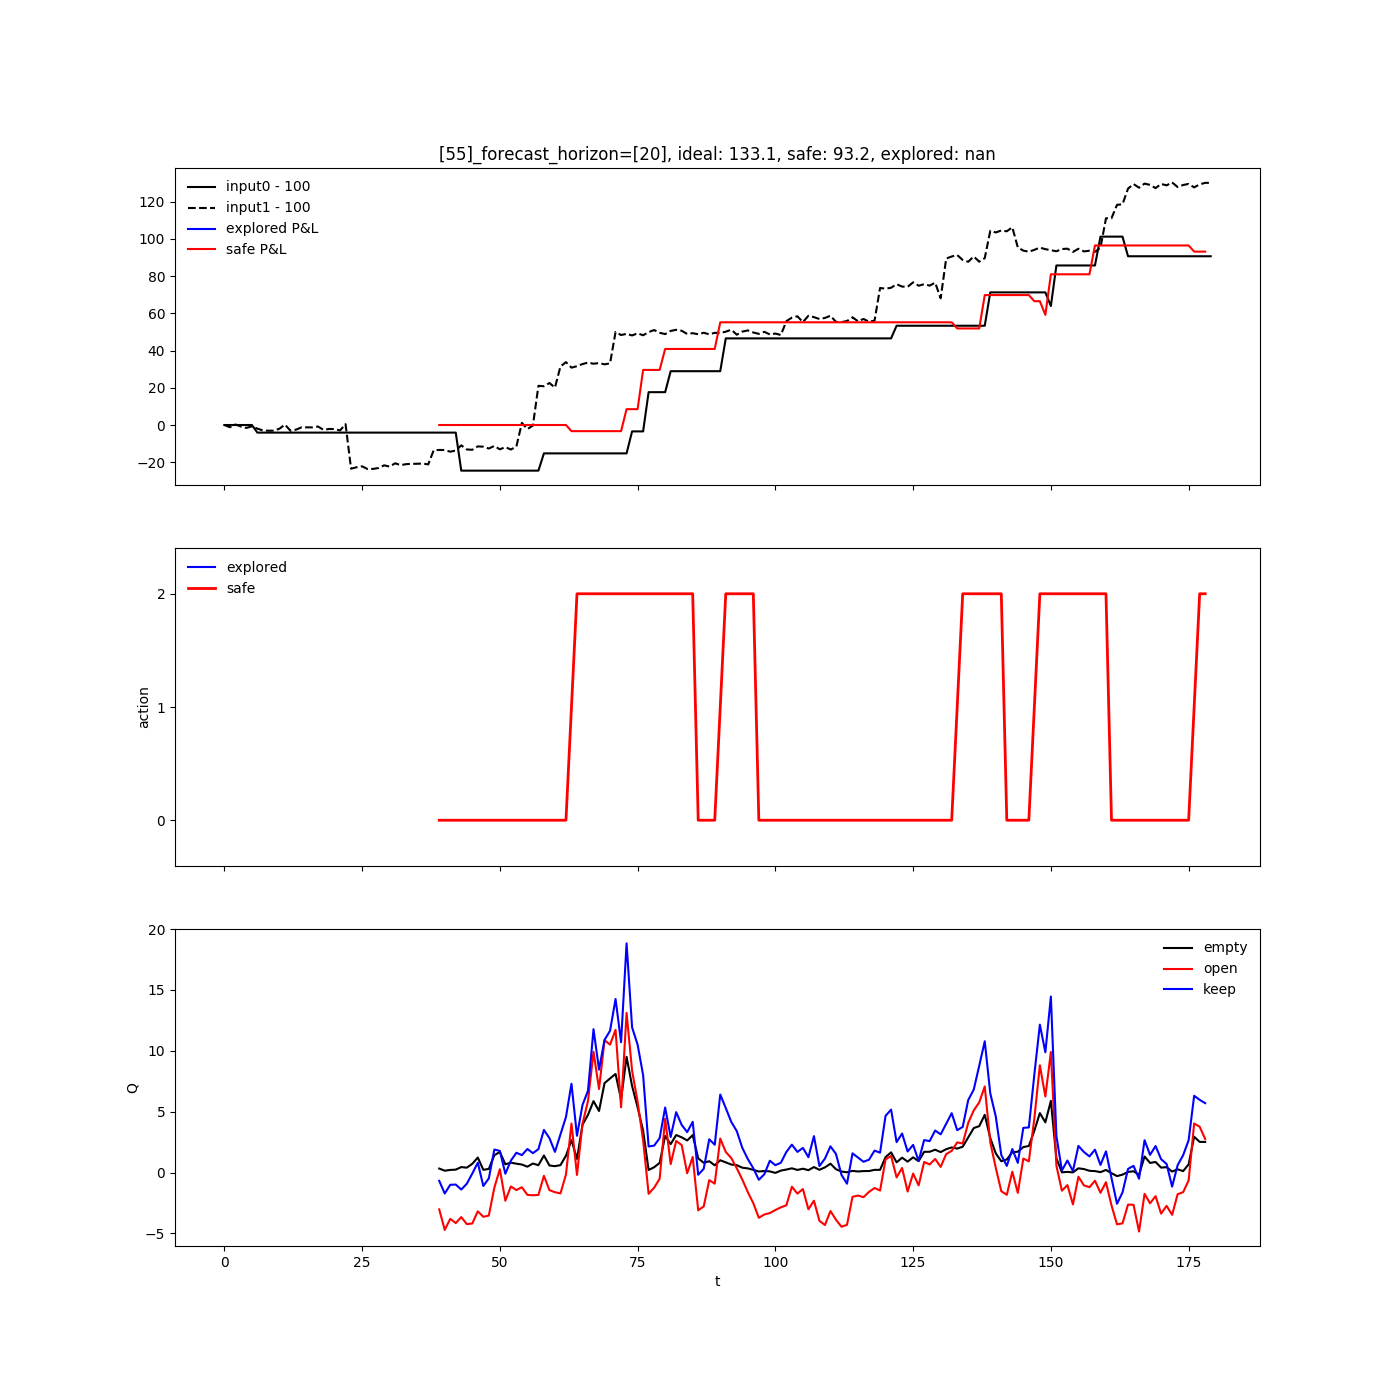 [55]_forecast_horizon=[20], ideal: 133.1, safe: 93.2, explored: nan
input0 - 100
input1 - 100
explored P&L
safe P&L
120
100
80
60
40
20
0
−20
explored
safe
2
1
0
action
empty
open
keep
20
15
10
5
0
−5
Q
0 25 50 75 100 125 150 175
t